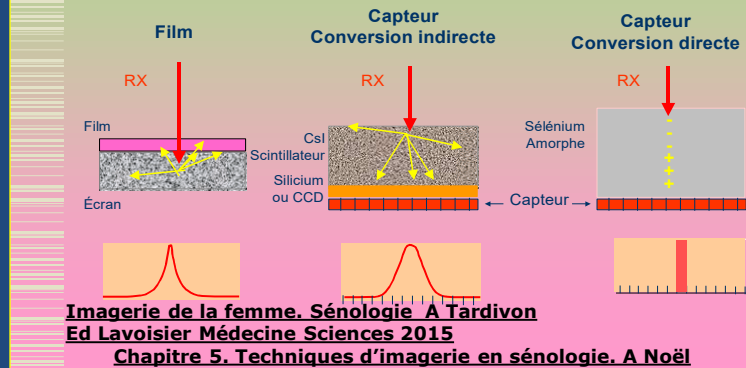 Film
Capteur
Conversion indirecte
Capteur
Conversion directe
RX
RX
RX
Film
Écran
CsI
Scintillateur
Silicium
ou CCD
Capteur
Sélénium
Amorphe
Imagerie de la femme. Sénologie A Tardivon
Ed Lavoisier Médecine Sciences 2015
Chapitre 5. Techniques d'imagerie en sénologie. A Noël